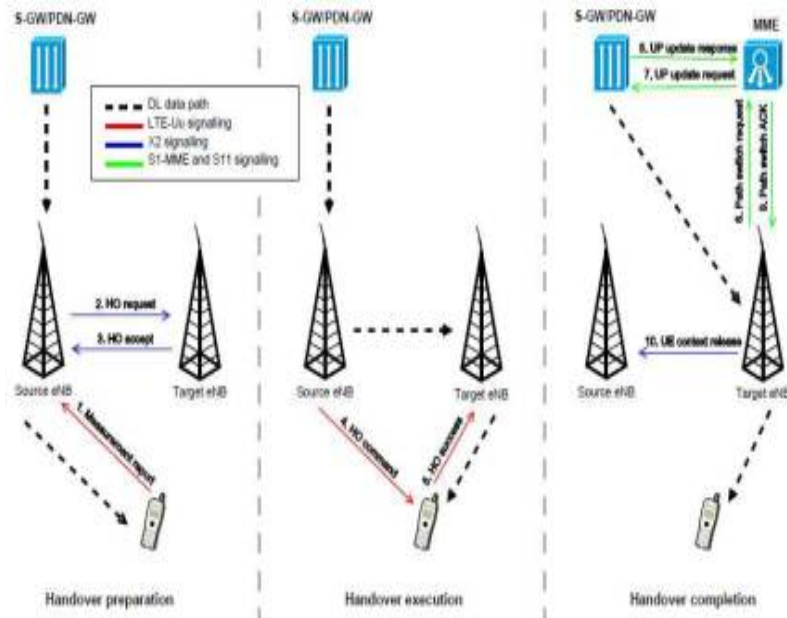 S-GW/PDN-GW
DL data path
LTE-Uu signalling
X2 signalling
S1-MME and S11 signalling
2. HO request
3. HO accept
Source eNB
Target eNB
1. Measurement report
Handover preparation
S-GW/PDN-GW
Source eNB
Target eNB
4. HO command
5. HO success
Handover execution
S-GW/PDN-GW
MME
8. UP update response
7. UP update request
6. Path switch request
9. Path switch ACK
10. UE context release
Source eNB
Target eNB
Handover completion